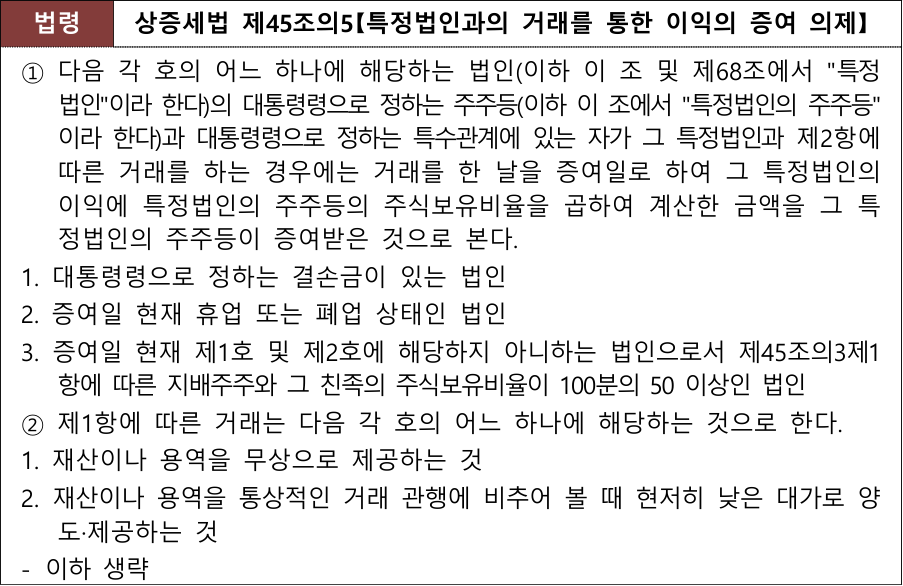 법령
상증세법 제45조의5【특정법인과의 거래를 통한 이익의 증여 의제】
① 다음 각 호의 어느 하나에 해당하는 법인(이하 이 조 및 제68조에서 "특정
법인"이라 한다)의 대통령령으로 정하는 주주등(이하 이 조에서 "특정법인의 주주등"
이라 한다)과 대통령령으로 정하는 특수관계에 있는 자가 그 특정법인과 제2항에
따른 거래를 하는 경우에는 거래를 한 날을 증여일로 하여 그 특정법인의
이익에 특정법인의 주주등의 주식보유비율을 곱하여 계산한 금액을 그 특
정법인의 주주등이 증여받은 것으로 본다.
1. 대통령령으로 정하는 결손금이 있는 법인
2. 증여일 현재 휴업 또는 폐업 상태인 법인
3. 증여일 현재 제1호 및 제2호에 해당하지 아니하는 법인으로서 제45조의3제1
항에 따른 지배주주와 그 친족의 주식보유비율이 100분의 50 이상인 법인
② 제1항에 따른 거래는 다음 각 호의 어느 하나에 해당하는 것으로 한다.
1. 재산이나 용역을 무상으로 제공하는 것
2. 재산이나 용역을 통상적인 거래 관행에 비추어 볼 때 현저히 낮은 대가로 양
도·제공하는 것
- 이하 생략